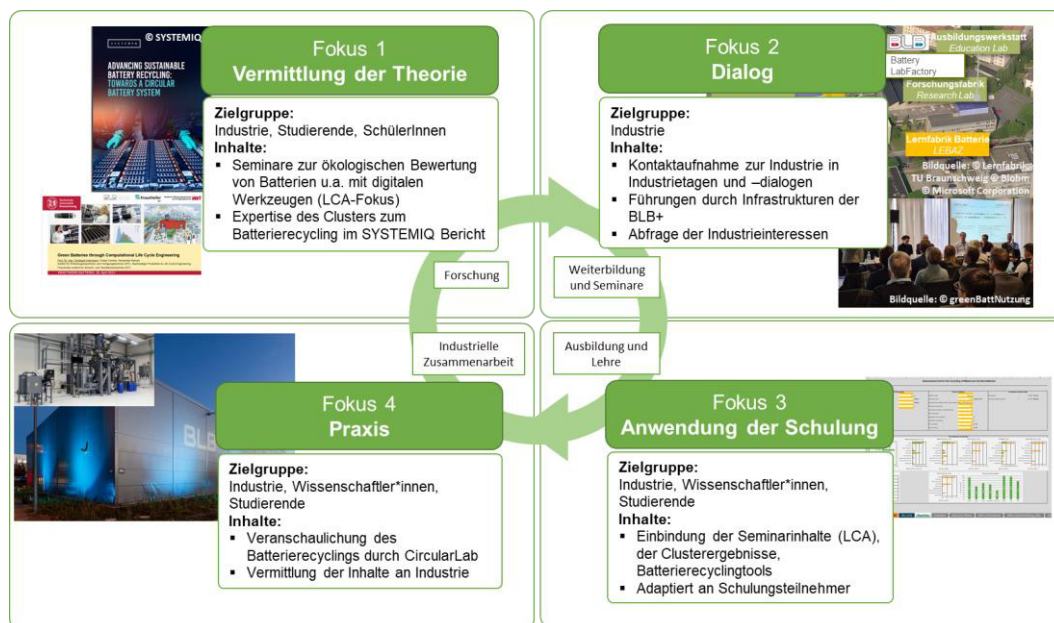 © SYSTEMIQ
SYSTEMIQ
ADVANCING SUSTAINABLE
BATTERY RECYCLING:
TOWARDS A CIRCULAR
BATTERY SYSTEM
Green Batteries through Computational Life Cycle Engineering
Fokus 1
Vermittlung der Theorie
Zielgruppe:
Industrie, Studierende, SchülerInnen
Inhalte:
▪ Seminare zur ökologischen Bewertung
von Batterien u.a. mit digitalen
Werkzeugen (LCA-Fokus)
▪ Expertise des Clusters zum
Batterierecycling im SYSTEMIQ Bericht
Fokus 2
Dialog
Zielgruppe:
Industrie
Inhalte:
▪ Kontaktaufnahme zur Industrie in
Industrietagen und –dialogen
▪ Führungen durch Infrastrukturen der
BLB+
▪ Abfrage der Industrieinteressen
BLB
Battery
LabFactory
Ausbildungswerkstatt
Education Lab
Forschungsfabrik
Research Lab
Lernfabrik Batterie
LEBAZ
Bildquelle: © Lernfabrik
TU Braunschweig © Blohm
© Microsoft Corporation
Bildquelle: © greenBattNutzung
Forschung
Weiterbildung
und Seminare
Industrielle
Zusammenarbeit
Ausbildung und
Lehre
BLB
Fokus 4
Praxis
Zielgruppe:
Industrie, Wissenschaftler*innen,
Studierende
Inhalte:
▪ Veranschaulichung des
Batterierecyclings durch CircularLab
▪ Vermittlung der Inhalte an Industrie
Fokus 3
Anwendung der Schulung
Zielgruppe:
Industrie, Wissenschaftler*innen,
Studierende
Inhalte:
▪ Einbindung der Seminarinhalte (LCA),
der Clusterergebnisse,
Batterierecyclingtools
▪ Adaptiert an Schulungsteilnehmer